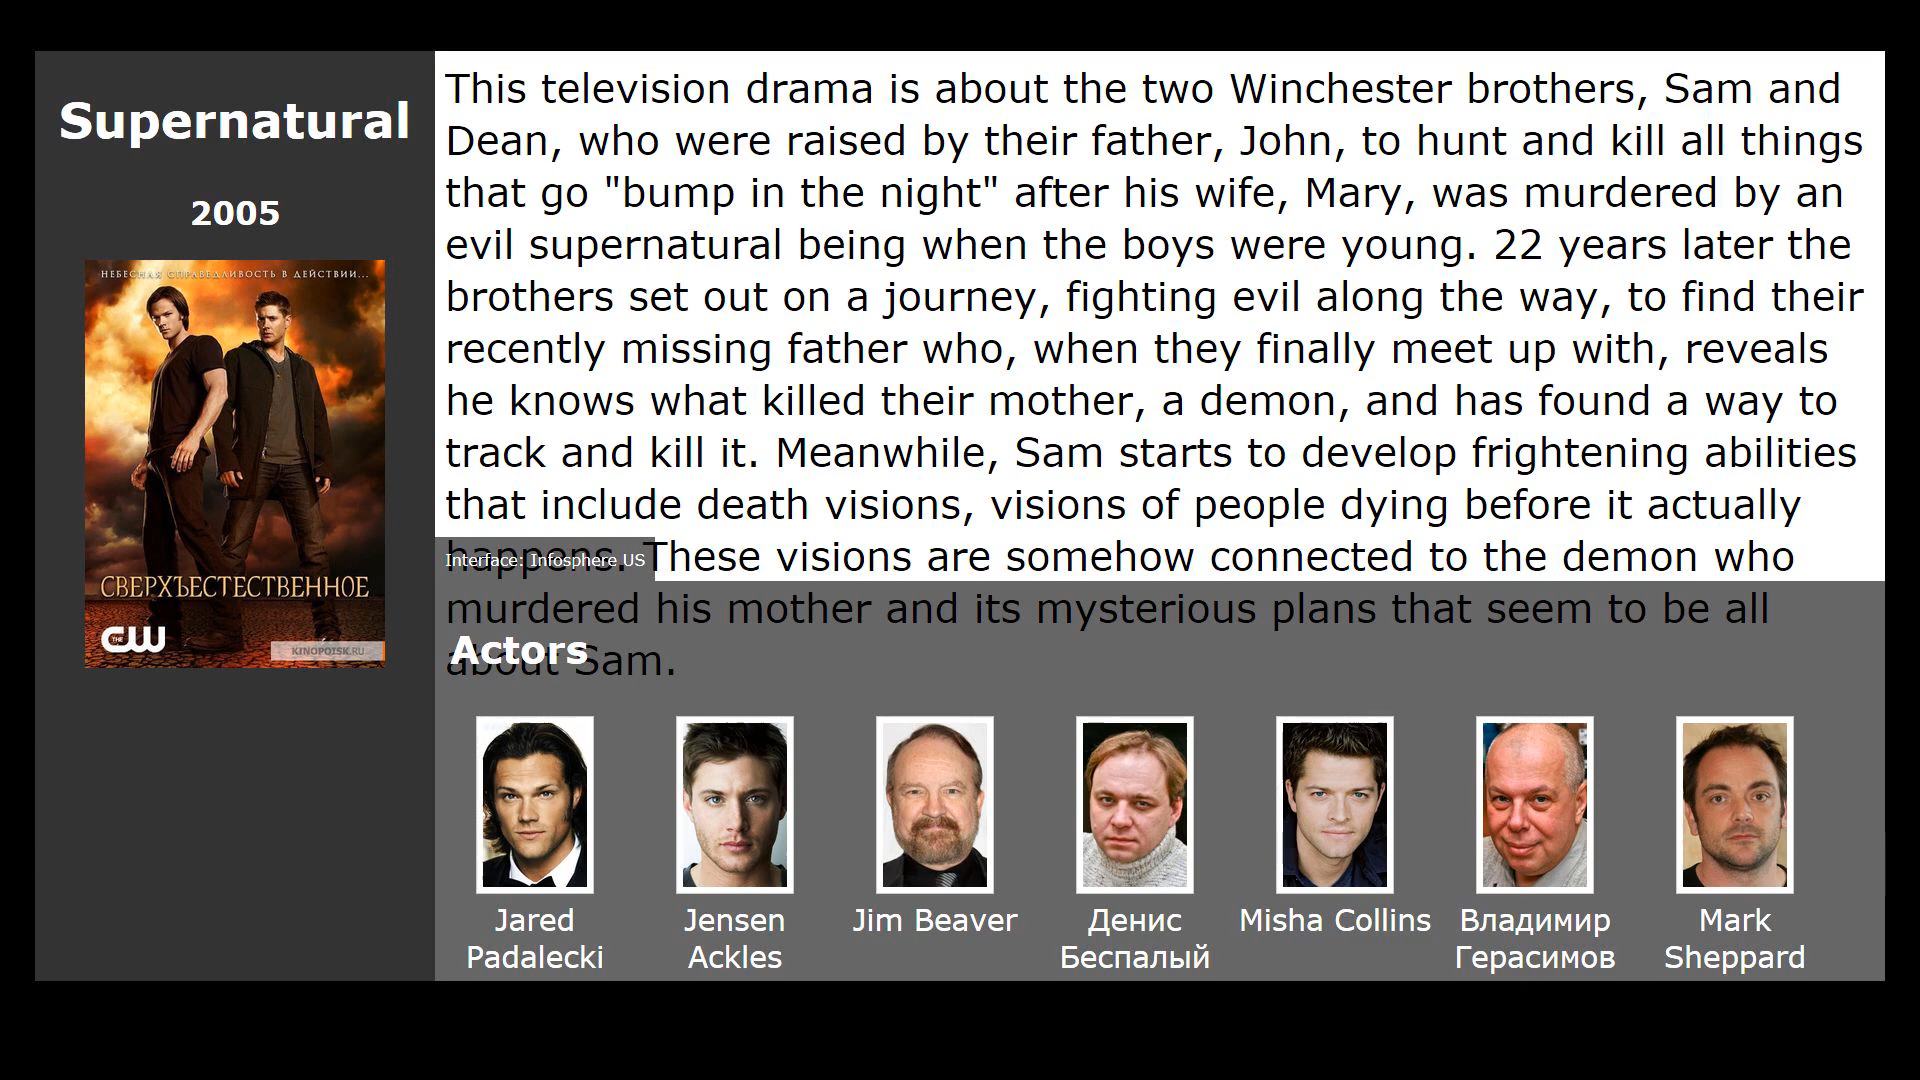 Supernatural
2005
НЕБЕСНАЯ СПРАВЕДЛИВОСТЬ В ДЕЙСТВИИ...
СВЕРХЪЕСТЕСТВЕННОЕ
THE CW
KINOPOISK.RU
This television drama is about the two Winchester brothers, Sam and
Dean, who were raised by their father, John, to hunt and kill all things
that go "bump in the night" after his wife, Mary, was murdered by an
evil supernatural being when the boys were young. 22 years later the
brothers set out on a journey, fighting evil along the way, to find their
recently missing father who, when they finally meet up with, reveals
he knows what killed their mother, a demon, and has found a way to
track and kill it. Meanwhile, Sam starts to develop frightening abilities
that include death visions, visions of people dying before it actually
happens. These visions are somehow connected to the demon who
Interface: Infosphere US
murdered his mother and its mysterious plans that seem to be all
about Sam.
Actors
Jared
Padalecki
Jensen
Ackles
Jim Beaver
Денис
Беспалый
Misha Collins
Владимир
Герасимов
Mark
Sheppard